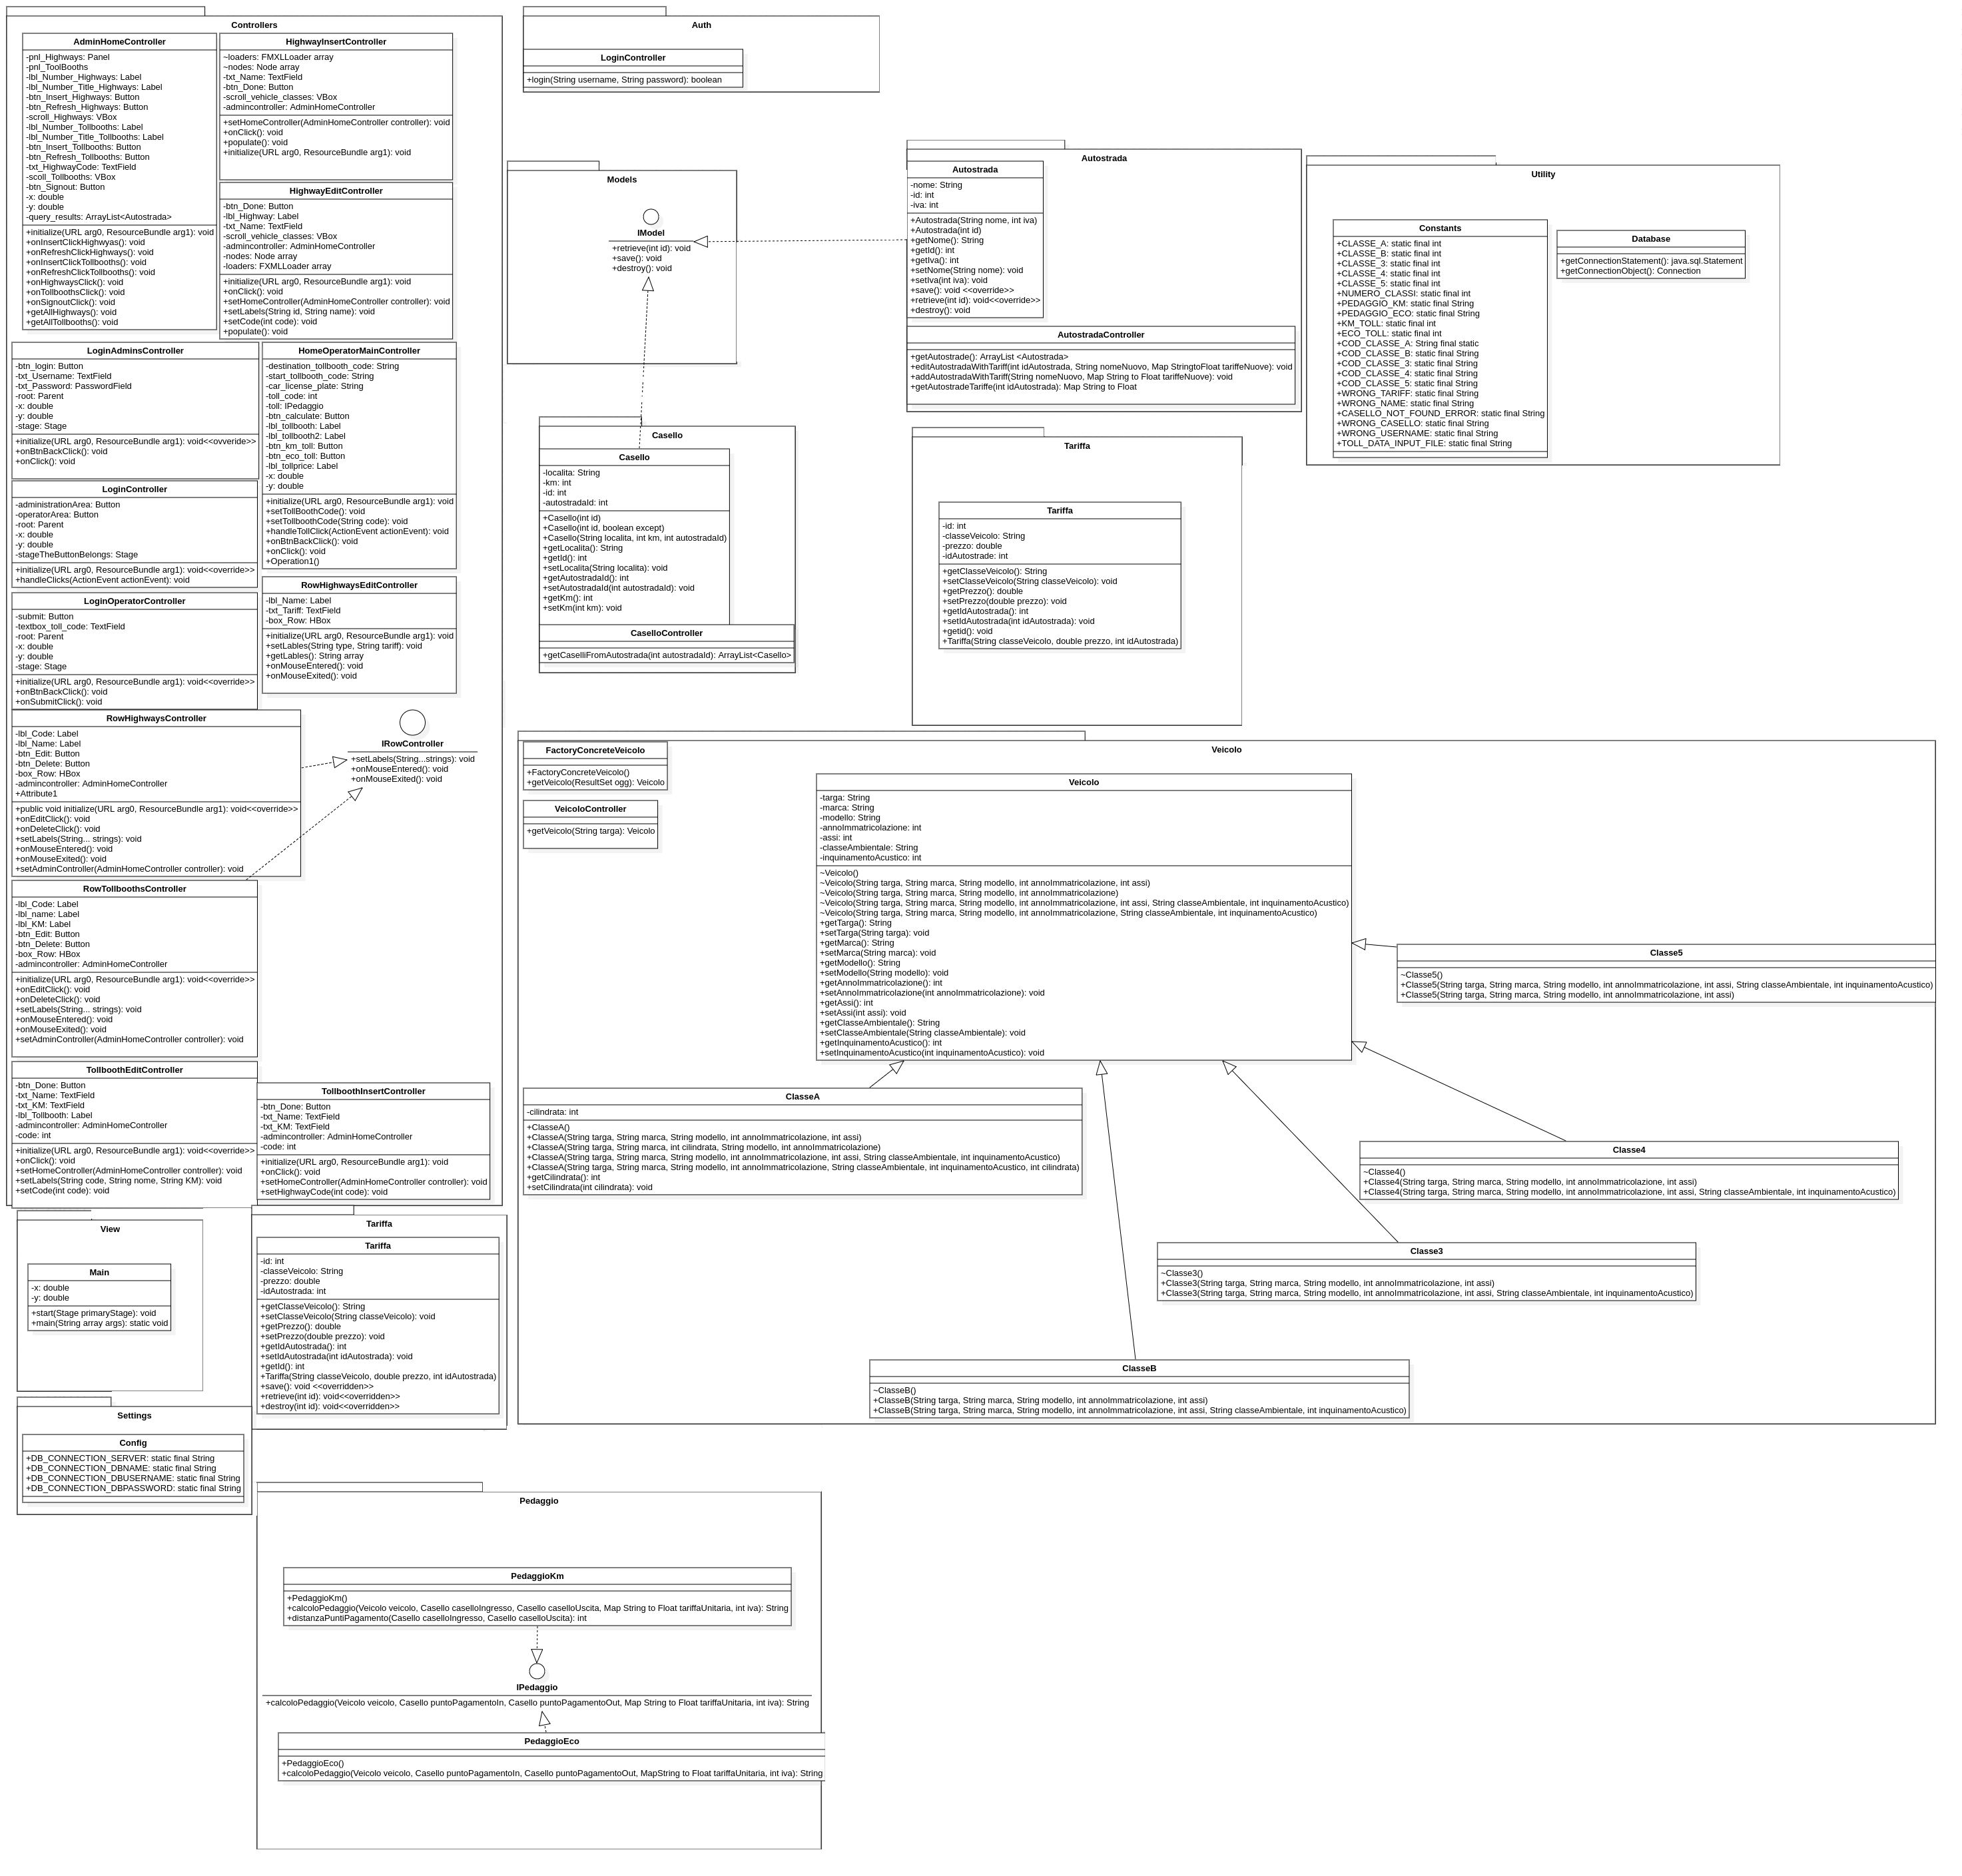 Controllers
AdminHomeController
-pnl_Highways: Panel
-pnl_ToolBooths
-lbl_Number_Highways: Label
-lbl_Number_Title_Highways: Label
-btn_Insert_Highways: Button
-btn_Refresh_Highways: Button
-scroll_Highways: VBox
-lbl_Number_Tollbooths: Label
-lbl_Number_Title_Tollbooths: Label
-btn_Insert_Tollbooths: Button
-btn_Refresh_Tollbooths: Button
-txt_HighwayCode: TextField
-scoll_Tollbooths: VBox
-btn_Signout: Button
-x: double
-y: double
-query_results: ArrayList<Autostrada>
+initialize(URL arg0, ResourceBundle arg1): void
+onInsertClickHighwyas(): void
+onRefreshClickHighways(): void
+onInsertClickTollbooths(): void
+onRefreshClickTollbooths(): void
+onHighwaysClick(): void
+onTollboothsClick(): void
+onSignoutClick(): void
+getAllHighways(): void
+getAllTollbooths(): void
HighwayInsertController
~loaders: FMXLLoader array
~nodes: Node array
-txt_Name: TextField
-btn_Done: Button
-scroll_vehicle_classes: VBox
-admincontroller: AdminHomeController
+setHomeController(AdminHomeController controller): void
+onClick(): void
+populate(): void
+initialize(URL arg0, ResourceBundle arg1): void
HighwayEditController
-btn_Done: Button
-lbl_Highway: Label
-txt_Name: TextField
-scroll_vehicle_classes: VBox
-admincontroller: AdminHomeController
-nodes: Node array
-loaders: FXMLLoader array
+initialize(URL arg0, ResourceBundle arg1): void
+onClick(): void
+setHomeController(AdminHomeController controller): void
+setLabels(String id, String name): void
+setCode(int code): void
+populate(): void
LoginAdminsController
-btn_login: Button
-txt_Username: TextField
-txt_Password: PasswordField
-root: Parent
-x: double
-y: double
-stage: Stage
+initialize(URL arg0, ResourceBundle arg1): void<<ovveride>>
+onBtnBackClick(): void
+onClick(): void
HomeOperatorMainController
-destination_tollbooth_code: String
-start_tollbooth_code: String
-car_license_plate: String
-toll_code: int
-toll: IPedaggio
-btn_calculate: Button
-lbl_tollbooth: Label
-lbl_tollbooth2: Label
-btn_km_toll: Button
-btn_eco_toll: Button
-lbl_tollprice: Label
-x: double
-y: double
+initialize(URL arg0, ResourceBundle arg1): void
+setTollBoothCode(): void
+setTollboothCode(String code): void
+handleTollClick(ActionEvent actionEvent): void
+onBtnBackClick(): void
+onClick(): void
+Operation1()
LoginController
-administrationArea: Button
-operatorArea: Button
-root: Parent
-x: double
-y: double
-stageTheButtonBelongs: Stage
+initialize(URL arg0, ResourceBundle arg1): void<<override>>
+handleClicks(ActionEvent actionEvent): void
RowHighwaysEditController
-lbl_Name: Label
-txt_Tariff: TextField
-box_Row: HBox
+initialize(URL arg0, ResourceBundle arg1): void
+setLables(String type, String tariff): void
+getLables(): String array
+onMouseEntered(): void
+onMouseExited(): void
LoginOperatorController
-submit: Button
-textbox_toll_code: TextField
-root: Parent
-x: double
-y: double
-stage: Stage
+initialize(URL arg0, ResourceBundle arg1): void<<override>>
+onBtnBackClick(): void
+onSubmitClick(): void
RowHighwaysController
-lbl_Code: Label
-lbl_Name: Label
-btn_Edit: Button
-btn_Delete: Button
-box_Row: HBox
-admincontroller: AdminHomeController
+Attribute1
+public void initialize(URL arg0, ResourceBundle arg1): void<<override>>
+onEditClick(): void
+onDeleteClick(): void
+setLabels(String... strings): void
+onMouseEntered(): void
+onMouseExited(): void
+setAdminController(AdminHomeController controller): void
IRowController
+setLabels(String...strings): void
+onMouseEntered(): void
+onMouseExited(): void
RowTollboothsController
-lbl_Code: Label
-lbl_name: Label
-lbl_KM: Label
-btn_Edit: Button
-btn_Delete: Button
-box_Row: HBox
-admincontroller: AdminHomeController
+initialize(URL arg0, ResourceBundle arg1): void<<override>>
+onEditClick(): void
+onDeleteClick(): void
+setLabels(String... strings): void
+onMouseEntered(): void
+onMouseExited(): void
+setAdminController(AdminHomeController controller): void
TollboothEditController
-btn_Done: Button
-txt_Name: TextField
-txt_KM: TextField
-lbl_Tollbooth: Label
-admincontroller: AdminHomeController
-code: int
+initialize(URL arg0, ResourceBundle arg1): void<<override>>
+onClick(): void
+setHomeController(AdminHomeController controller): void
+setLabels(String code, String nome, String KM): void
+setCode(int code): void
TollboothInsertController
-btn_Done: Button
-txt_Name: TextField
-txt_KM: TextField
-admincontroller: AdminHomeController
-code: int
+initialize(URL arg0, ResourceBundle arg1): void
+onClick(): void
+setHomeController(AdminHomeController controller): void
+setHighwayCode(int code): void
Auth
LoginController
+login(String username, String password): boolean
Models
IModel
+retrieve(int id): void
+save(): void
+destroy(): void
Autostrada
Autostrada
-nome: String
-id: int
-iva: int
+Autostrada(String nome, int iva)
+Autostrada(int id)
+getNome(): String
+getId(): int
+getIva(): int
+setNome(String nome): void
+setIva(int iva): void
+save(): void <<override>>
+retrieve(int id): void<<override>>
+destroy(): void
AutostradaController
+getAutostrade(): ArrayList <Autostrada>
+editAutostradaWithTariff(int idAutostrada, String nomeNuovo, Map StringtoFloat tariffeNuove): void
+addAutostradaWithTariff(String nomeNuovo, Map String to Float tariffeNuove): void
+getAutostradeTariffe(int idAutostrada): Map String to Float
Utility
Constants
+CLASSE_A: static final int
+CLASSE_B: static final int
+CLASSE_3: static final int
+CLASSE_4: static final int
+CLASSE_5: static final int
+NUMERO_CLASSI: static final int
+PEDAGGIO_KM: static final String
+PEDAGGIO_ECO: static final String
+KM_TOLL: static final int
+ECO_TOLL: static final int
+COD_CLASSE_A: String final static
+COD_CLASSE_B: static final String
+COD_CLASSE_3: static final String
+COD_CLASSE_4: static final String
+COD_CLASSE_5: static final String
+WRONG_TARIFF: static final String
+WRONG_NAME: static final String
+CASELLO_NOT_FOUND_ERROR: static final String
+WRONG_CASELLO: static final String
+WRONG_USERNAME: static final String
+TOLL_DATA_INPUT_FILE: static final String
Database
+getConnectionStatement(): java.sql.Statement
+getConnectionObject(): Connection
Casello
Casello
-localita: String
-km: int
-id: int
-autostradaId: int
+Casello(int id)
+Casello(int id, boolean except)
+Casello(String localita, int km, int autostradaId)
+getLocalita(): String
+getId(): int
+setLocalita(String localita): void
+getAutostradaId(): int
+setAutostradaId(int autostradaId): void
+getKm(): int
+setKm(int km): void
CaselloController
+getCaselliFromAutostrada(int autostradaId): ArrayList<Casello>
Tariffa
Tariffa
-id: int
-classeVeicolo: String
-prezzo: double
-idAutostrade: int
+getClasseVeicolo(): String
+setClasseVeicolo(String classeVeicolo): void
+getPrezzo(): double
+setPrezzo(double prezzo): void
+getIdAutostrada(): int
+setIdAutostrada(int idAutostrada): void
+getid(): void
+Tariffa(String classeVeicolo, double prezzo, int idAutostrada)
Veicolo
FactoryConcreteVeicolo
+FactoryConcreteVeicolo()
+getVeicolo(ResultSet ogg): Veicolo
VeicoloController
+getVeicolo(String targa): Veicolo
Veicolo
-targa: String
-marca: String
-modello: String
-annoImmatricolazione: int
-assi: int
-classeAmbientale: String
-inquinamentoAcustico: int
~Veicolo()
~Veicolo(String targa, String marca, String modello, int annoImmatricolazione, int assi)
~Veicolo(String targa, String marca, String modello, int annoImmatricolazione)
~Veicolo(String targa, String marca, String modello, int annoImmatricolazione, int assi, String classeAmbientale, int inquinamentoAcustico)
~Veicolo(String targa, String marca, String modello, int annoImmatricolazione, String classeAmbientale, int inquinamentoAcustico)
+getTarga(): String
+setTarga(String targa): void
+getMarca(): String
+setMarca(String marca): void
+getModello(): String
+setModello(String modello): void
+getAnnoImmatricolazione(): int
+setAnnoImmatricolazione(int annoImmatricolazione): void
+getAssi(): int
+setAssi(int assi): void
+getClasseAmbientale(): String
+setClasseAmbientale(String classeAmbientale): void
+getInquinamentoAcustico(): int
+setInquinamentoAcustico(int inquinamentoAcustico): void
Classe5
~Classe5()
+Classe5(String targa, String marca, String modello, int annoImmatricolazione, int assi, String classeAmbientale, int inquinamentoAcustico)
+Classe5(String targa, String marca, String modello, int annoImmatricolazione, int assi)
ClasseA
-cilindrata: int
+ClasseA()
+ClasseA(String targa, String marca, String modello, int annoImmatricolazione, int assi)
+ClasseA(String targa, String marca, int cilindrata, String modello, int annoImmatricolazione)
+ClasseA(String targa, String marca, String modello, int annoImmatricolazione, int assi, String classeAmbientale, int inquinamentoAcustico)
+ClasseA(String targa, String marca, String modello, int annoImmatricolazione, String classeAmbientale, int inquinamentoAcustico, int cilindrata)
+getCilindrata(): int
+setCilindrata(int cilindrata): void
Classe4
~Classe4()
+Classe4(String targa, String marca, String modello, int annoImmatricolazione, int assi)
+Classe4(String targa, String marca, String modello, int annoImmatricolazione, int assi, String classeAmbientale, int inquinamentoAcustico)
Classe3
~Classe3()
+Classe3(String targa, String marca, String modello, int annoImmatricolazione, int assi)
+Classe3(String targa, String marca, String modello, int annoImmatricolazione, int assi, String classeAmbientale, int inquinamentoAcustico)
ClasseB
~ClasseB()
+ClasseB(String targa, String marca, String modello, int annoImmatricolazione, int assi)
+ClasseB(String targa, String marca, String modello, int annoImmatricolazione, int assi, String classeAmbientale, int inquinamentoAcustico)
View
Main
-x: double
-y: double
+start(Stage primaryStage): void
+main(String array args): static void
Tariffa
Tariffa
-id: int
-classeVeicolo: String
-prezzo: double
-idAutostrada: int
+getClasseVeicolo(): String
+setClasseVeicolo(String classeVeicolo): void
+getPrezzo(): double
+setPrezzo(double prezzo): void
+getIdAutostrada(): int
+setIdAutostrada(int idAutostrada): void
+getId(): int
+Tariffa(String classeVeicolo, double prezzo, int idAutostrada)
+save(): void <<overridden>>
+retrieve(int id): void<<overridden>>
+destroy(int id): void<<overridden>>
Settings
Config
+DB_CONNECTION_SERVER: static final String
+DB_CONNECTION_DBNAME: static final String
+DB_CONNECTION_DBUSERNAME: static final String
+DB_CONNECTION_DBPASSWORD: static final String
Pedaggio
PedaggioKm
+PedaggioKm()
+calcoloPedaggio(Veicolo veicolo, Casello caselloIngresso, Casello caselloUscita, Map String to Float tariffaUnitaria, int iva): String
+distanzaPuntiPagamento(Casello caselloIngresso, Casello caselloUscita): int
IPedaggio
+calcoloPedaggio(Veicolo veicolo, Casello puntoPagamentoIn, Casello puntoPagamentoOut, Map String to Float tariffaUnitaria, int iva): String
PedaggioEco
+PedaggioEco()
+calcoloPedaggio(Veicolo veicolo, Casello puntoPagamentoIn, Casello puntoPagamentoOut, MapString to Float tariffaUnitaria, int iva): String